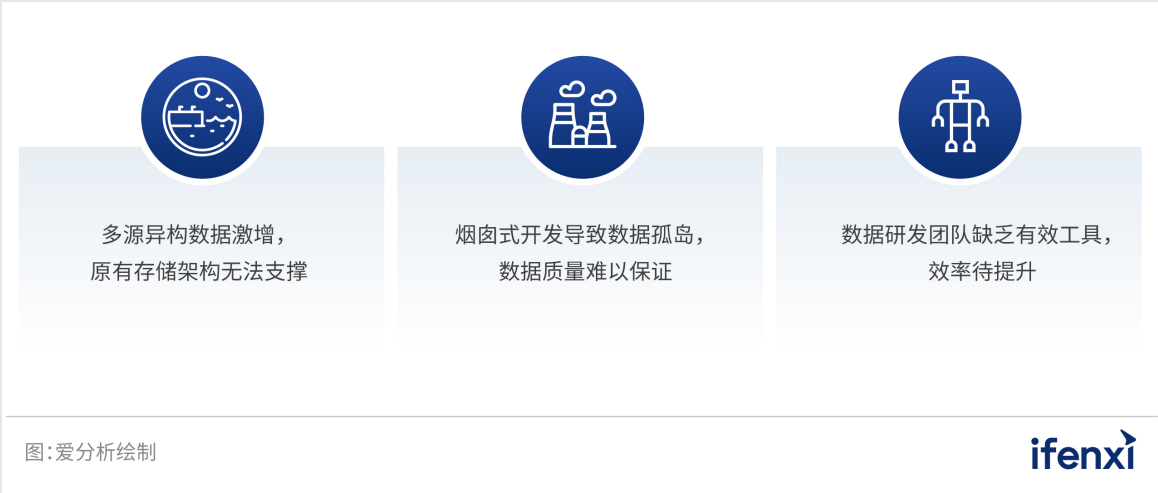 多源异构数据激增，
原有存储架构无法支撑
烟囱式开发导致数据孤岛，
数据质量难以保证
数据研发团队缺乏有效工具，
效率待提升
图：爱分析绘制
ifenxi